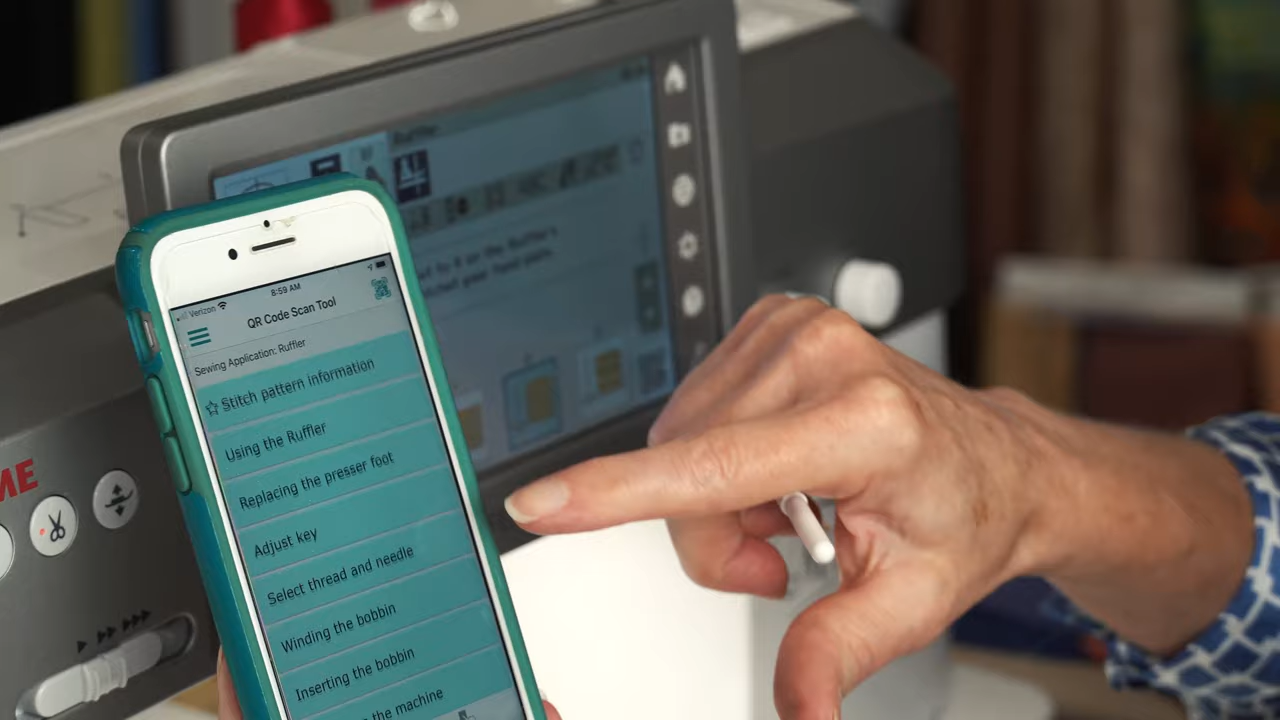 Ruffler
Verizon
8:59 AM
QR Code Scan Tool
Sewing Application: Ruffler
Stitch pattern information
Using the Ruffler
Replacing the presser foot
Adjust key
Select thread and needle
Winding the bobbin
Inserting the bobbin
the machine
ME